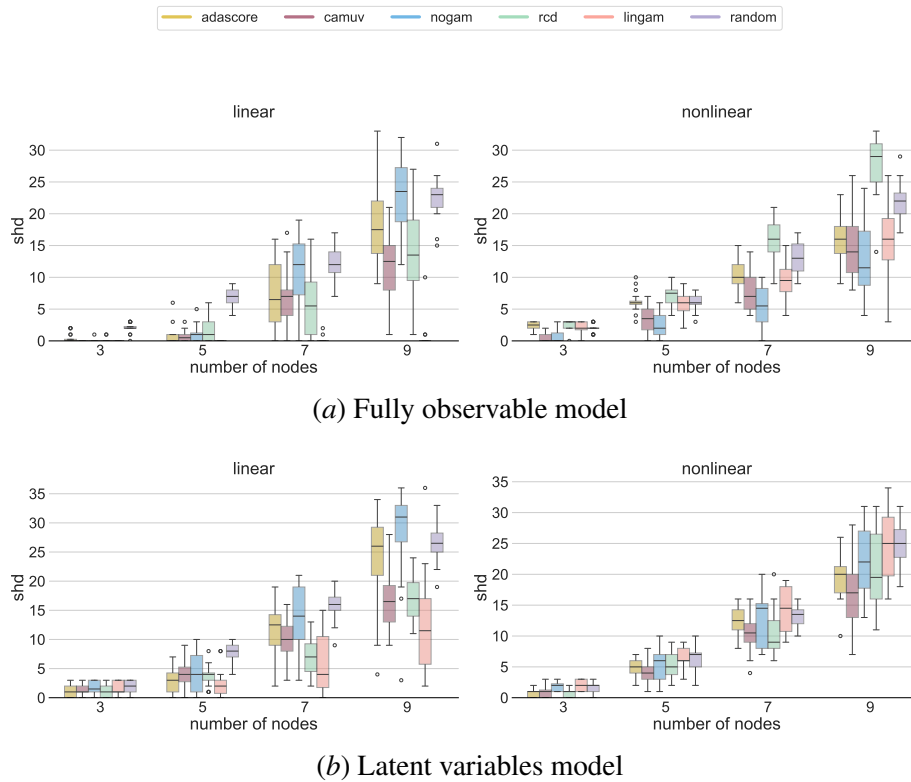 adascore camuv nogam rcd lingam random
linear
nonlinear
shd
30
25
20
15
10
5
0
3 5 7 9
number of nodes
shd
30
25
20
15
10
5
0
3 5 7 9
number of nodes
(a) Fully observable model
linear
nonlinear
shd
35
30
25
20
15
10
5
0
3 5 7 9
number of nodes
shd
35
30
25
20
15
10
5
0
3 5 7 9
number of nodes
(b) Latent variables model